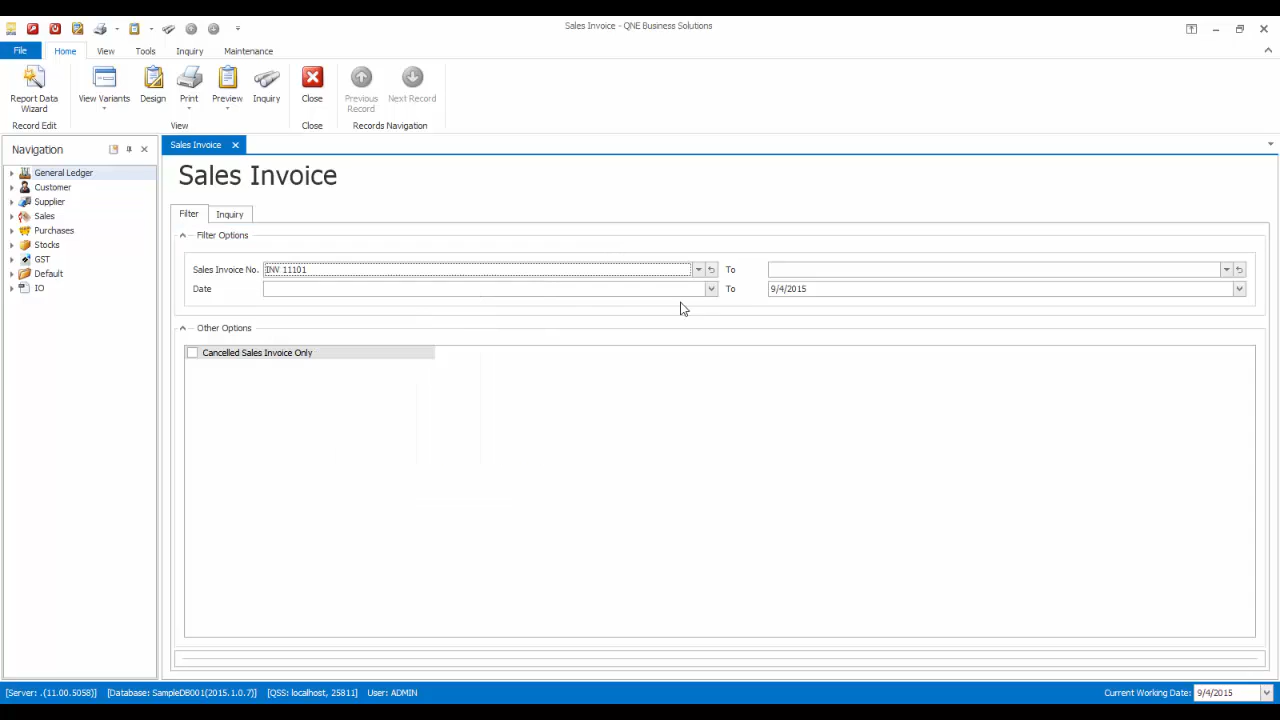 Sales Invoice - QNE Business Solutions
File Home View Tools Inquiry Maintenance
Report Data Wizard
View Variants
Design
Print
Preview
Inquiry
Close
Previous Record
Next Record
Record Edit
View
Close
Records Navigation
Navigation
General Ledger
Customer
Supplier
Sales
Purchases
Stocks
GST
Default
IO
Sales Invoice
Sales Invoice
Filter Inquiry
Filter Options
Sales Invoice No. INV 11101 To
Date To 9/4/2015
Other Options
Cancelled Sales Invoice Only
[Server: .(11.00.5058)] [Database: SampleDB001(2015.1.0.7)] [QSS: localhost, 25811] User: ADMIN Current Working Date: 9/4/2015